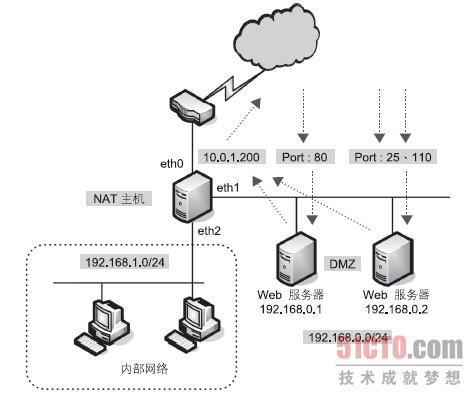 eth0
10.0.1.200
Port : 80
Port : 25、110
NAT 主机
eth1
eth2
192.168.1.0/24
DMZ
Web 服务器
192.168.0.1
Web 服务器
192.168.0.2
内部网络
192.168.0.0/24
51CTO.com
技术成就梦想